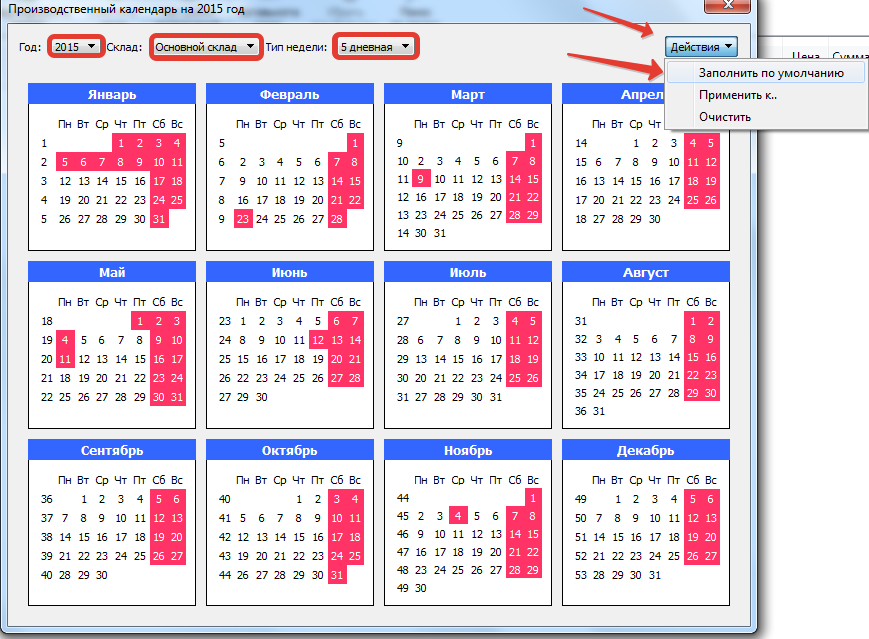 Производственный календарь на 2015 год
Год: 2015 Склад: Основной склад Тип недели: 5 дневная Действия
Заполнить по умолчанию
Применить к..
Очистить
Цена Сумма
Январь
Пн Вт Ср Чт Пт Сб Вс
1 1 2 3 4
2 5 6 7 8 9 10 11
3 12 13 14 15 16 17 18
4 19 20 21 22 23 24 25
5 26 27 28 29 30 31
Февраль
Пн Вт Ср Чт Пт Сб Вс
5 1
6 2 3 4 5 6 7 8
7 9 10 11 12 13 14 15
8 16 17 18 19 20 21 22
9 23 24 25 26 27 28
Март
Пн Вт Ср Чт Пт Сб Вс
9 1
10 2 3 4 5 6 7 8
11 9 10 11 12 13 14 15
12 16 17 18 19 20 21 22
13 23 24 25 26 27 28 29
14 30 31
Апрел
Пн Вт Ср Чт
14 1 2 3 4 5
15 6 7 8 9 10 11 12
16 13 14 15 16 17 18 19
17 20 21 22 23 24 25 26
18 27 28 29 30
Май
Пн Вт Ср Чт Пт Сб Вс
18 1 2 3
19 4 5 6 7 8 9 10
20 11 12 13 14 15 16 17
21 18 19 20 21 22 23 24
22 25 26 27 28 29 30 31
Июнь
Пн Вт Ср Чт Пт Сб Вс
23 1 2 3 4 5 6 7
24 8 9 10 11 12 13 14
25 15 16 17 18 19 20 21
26 22 23 24 25 26 27 28
27 29 30
Июль
Пн Вт Ср Чт Пт Сб Вс
27 1 2 3 4 5
28 6 7 8 9 10 11 12
29 13 14 15 16 17 18 19
30 20 21 22 23 24 25 26
31 27 28 29 30 31
Август
Пн Вт Ср Чт Пт Сб Вс
31 1 2
32 3 4 5 6 7 8 9
33 10 11 12 13 14 15 16
34 17 18 19 20 21 22 23
35 24 25 26 27 28 29 30
36 31
Сентябрь
Пн Вт Ср Чт Пт Сб Вс
36 1 2 3 4 5 6
37 7 8 9 10 11 12 13
38 14 15 16 17 18 19 20
39 21 22 23 24 25 26 27
40 28 29 30
Октябрь
Пн Вт Ср Чт Пт Сб Вс
40 1 2 3 4
41 5 6 7 8 9 10 11
42 12 13 14 15 16 17 18
43 19 20 21 22 23 24 25
44 26 27 28 29 30 31
Ноябрь
Пн Вт Ср Чт Пт Сб Вс
44 1
45 2 3 4 5 6 7 8
46 9 10 11 12 13 14 15
47 16 17 18 19 20 21 22
48 23 24 25 26 27 28 29
49 30
Декабрь
Пн Вт Ср Чт Пт Сб Вс
49 1 2 3 4 5 6
50 7 8 9 10 11 12 13
51 14 15 16 17 18 19 20
52 21 22 23 24 25 26 27
53 28 29 30 31